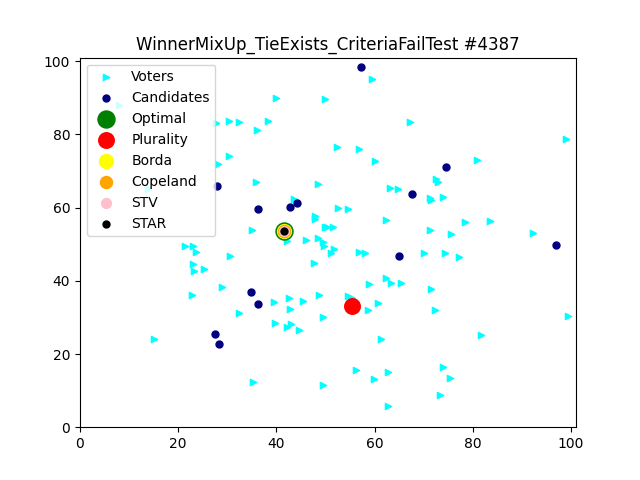 WinnerMixUp_TieExists_CriteriaFailTest #4387
100
80
60
40
20
0
0 20 40 60 80 100
Voters
Candidates
Optimal
Plurality
Borda
Copeland
STV
STAR